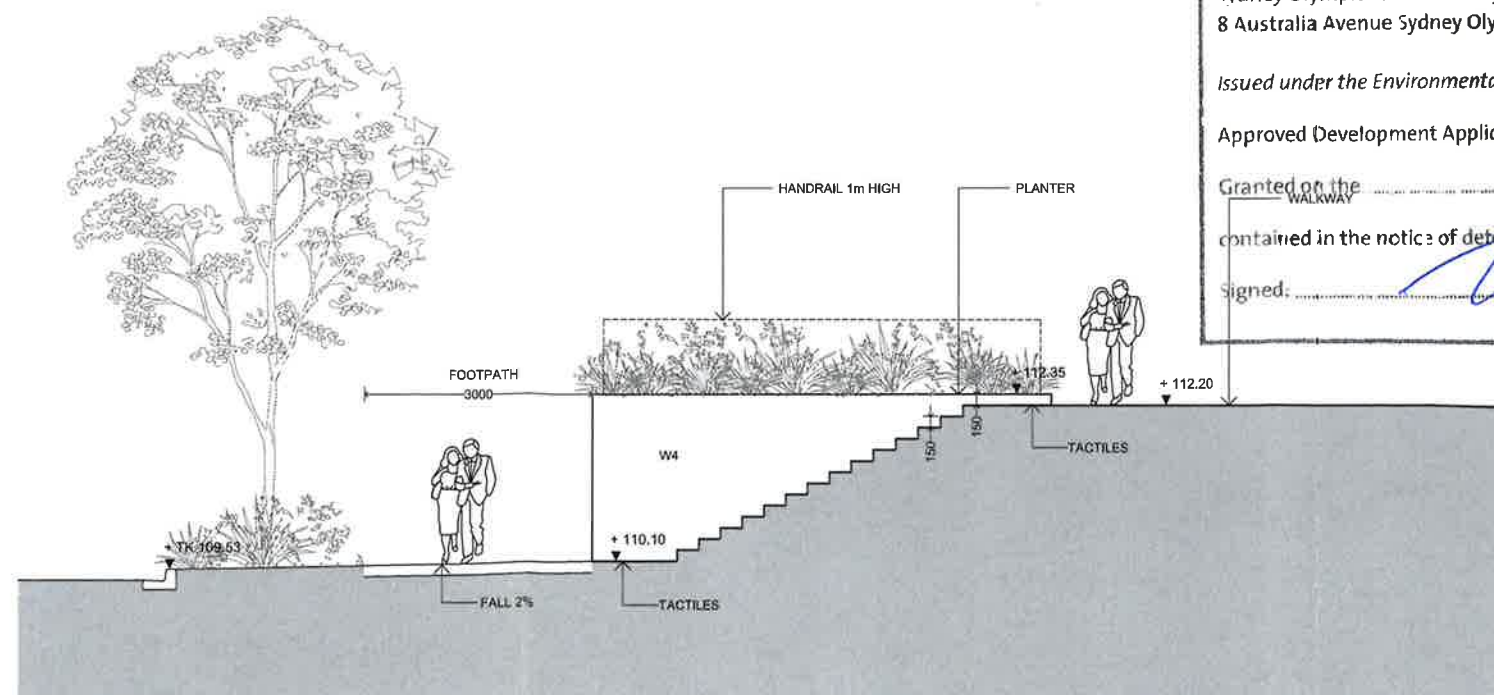 8 Australia Avenue Sydney Oly
Issued under the Environmenta
Approved Development Applic
Granted on the
WALKWAY
contained in the notice of det
Signed:
HANDRAIL 1m HIGH
PLANTER
FOOTPATH
3000
+ 112.35
+ 112.20
150
150
TACTILES
W4
+ TK 109.53
+ 110.10
FALL 2%
TACTILES